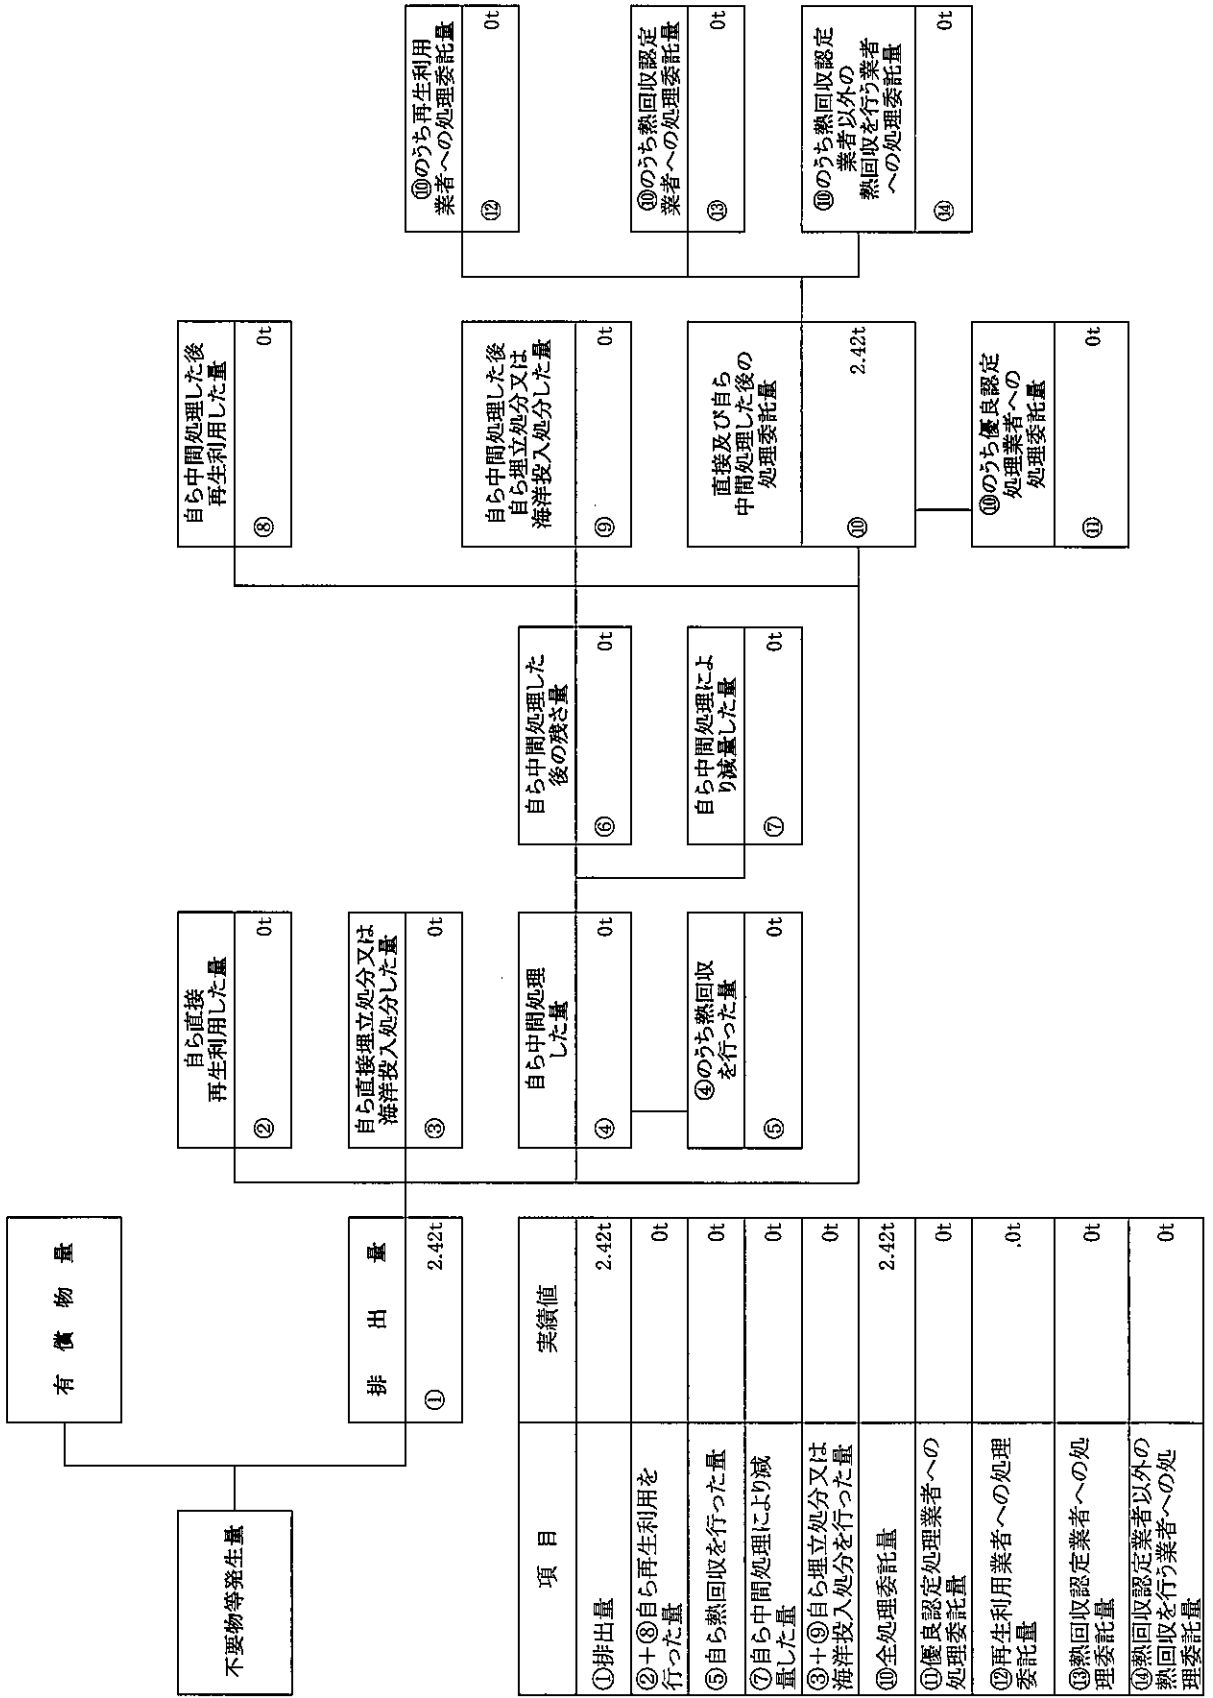 有償物量
不要物等発生量
排出量
① 2.42t
自ら直接
再生利用した量
② 0t
自ら直接埋立処分又は
海洋投入処分した量
③ 0t
自ら中間処理
した量
④ 0t
④のうち熱回収
を行った量
⑤ 0t
自ら中間処理した
後の残さ量
⑥ 0t
自ら中間処理によ
り減量した量
⑦ 0t
自ら中間処理した後
再生利用した量
⑧ 0t
自ら中間処理した後
自ら埋立処分又は
海洋投入処分した量
⑨ 0t
直接及び自ら
中間処理した後の
処理委託量
⑩ 2.42t
⑩のうち優良認定
処理業者への
処理委託量
⑪ 0t
⑩のうち再生利用
業者への処理委託量
⑫ 0t
⑩のうち熱回収認定
業者への処理委託量
⑬ 0t
⑩のうち熱回収認定
業者以外の
熱回収を行う業者
への処理委託量
⑭ 0t
項目 実績値
①排出量 2.42t
②+⑧自ら再生利用を
行った量 0t
⑤自ら熱回収を行った量 0t
⑦自ら中間処理により減
量した量 0t
③+⑨自ら埋立処分又は
海洋投入処分を行った量 0t
⑩全処理委託量 2.42t
⑪優良認定処理業者への
処理委託量 0t
⑫再生利用業者への処理
委託量 0t
⑬熱回収認定業者への処
理委託量 0t
⑭熱回収認定業者以外の
熱回収を行う業者への処
理委託量 0t